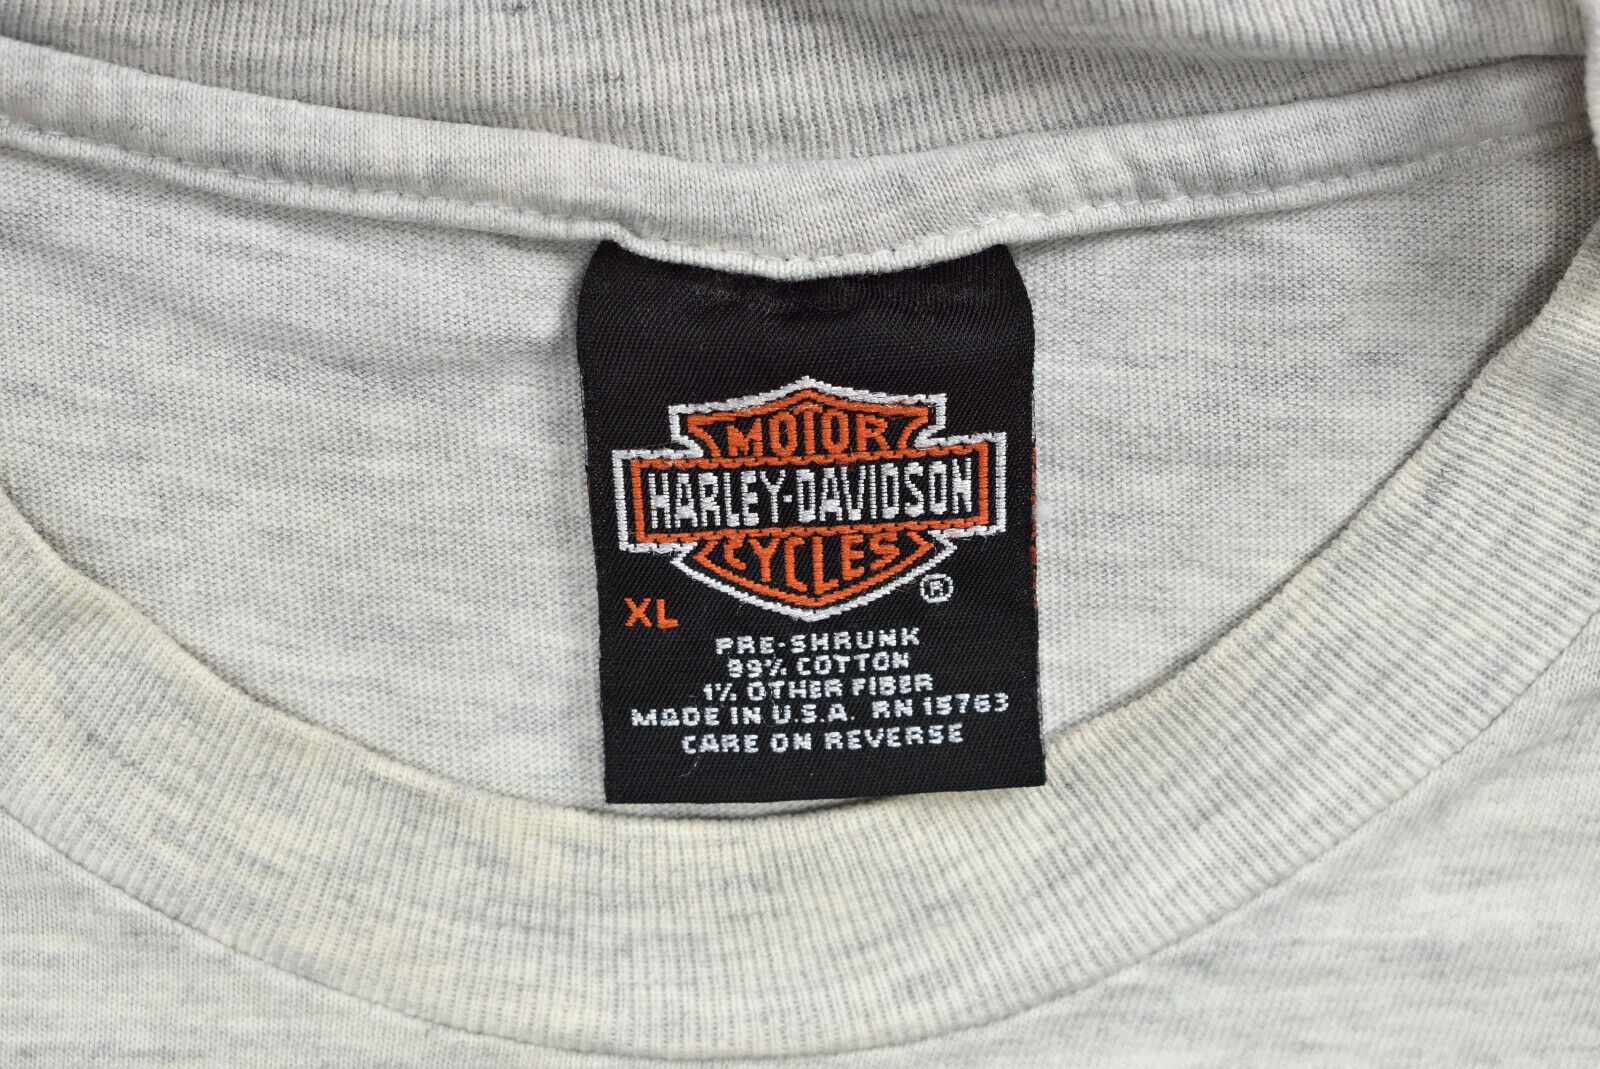 MOTOR
HARLEY-DAVIDSON
CYCLES
®
XL
PRE-SHRUNK
99% COTTON
1% OTHER FIBER
MADE IN U.S.A. RN 15763
CARE ON REVERSE